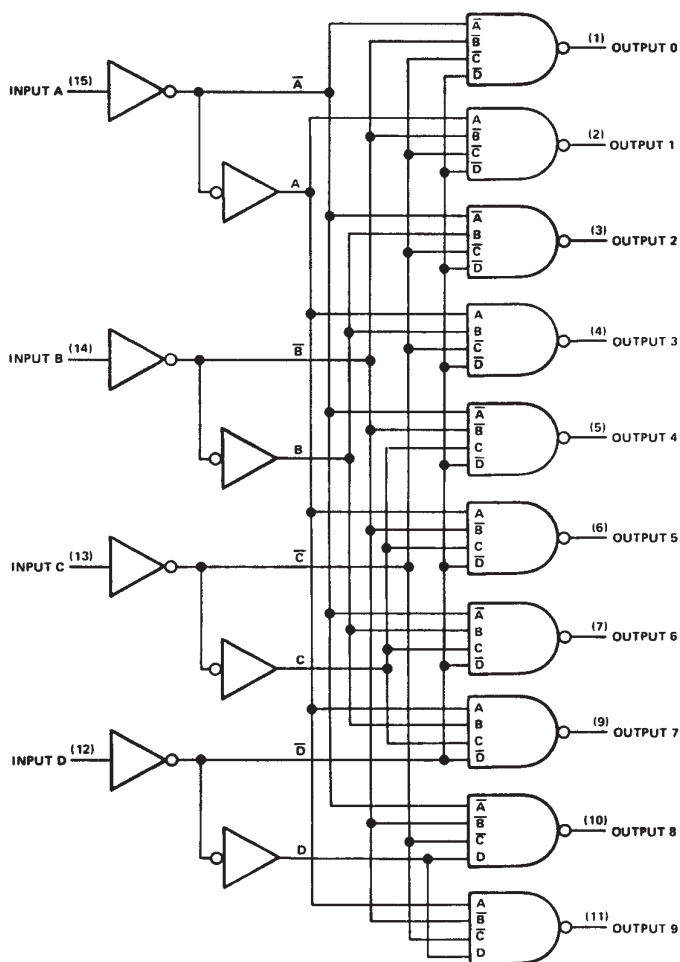 A̅
B̅
C̅
D̅
(1) OUTPUT 0
INPUT A (15)
A̅
A
B̅
C̅
D̅
(2) OUTPUT 1
A
A̅
B
C̅
D̅
(3) OUTPUT 2
A
B
C̅
D̅
(4) OUTPUT 3
INPUT B (14)
B̅
A̅
B̅
C
D̅
(5) OUTPUT 4
B
A
B̅
C
D̅
(6) OUTPUT 5
INPUT C (13)
C̅
A̅
B
C
D̅
(7) OUTPUT 6
C
A
B
C
D̅
(9) OUTPUT 7
INPUT D (12)
D̅
A̅
B̅
C̅
D
(10) OUTPUT 8
D
A
B̅
C̅
D
(11) OUTPUT 9